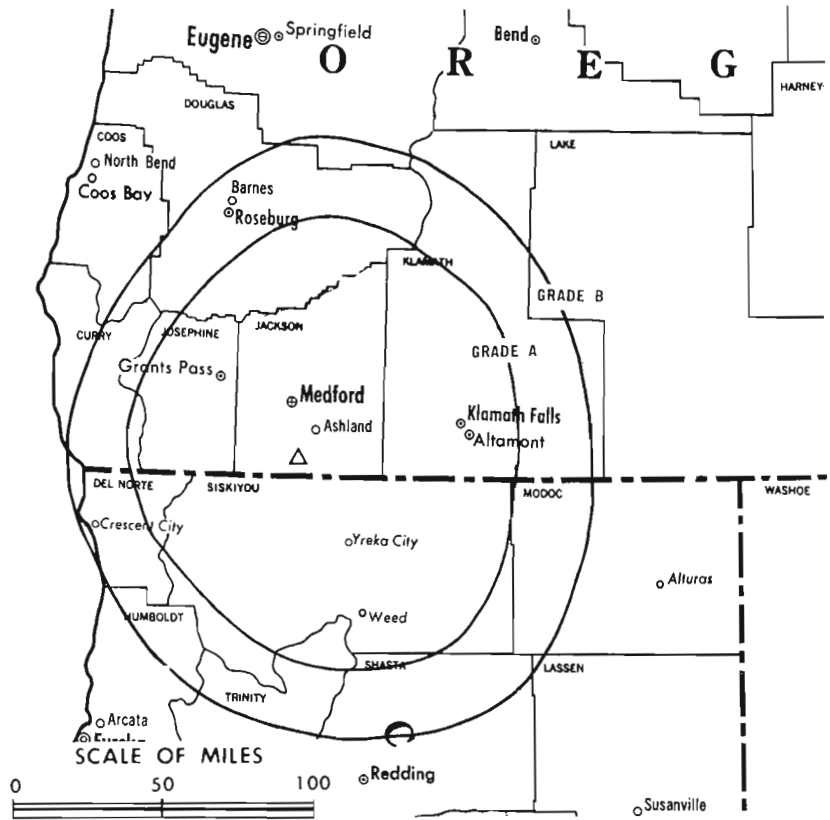 Eugene
Springfield
Bend
O R E G
HARNEY
DOUGLAS
COOS
LAKE
North Bend
Coos Bay
Barnes
Roseburg
KLAMATH
GRADE B
CURRY
JOSEPHINE
JACKSON
GRADE A
Grants Pass
Medford
Klamath Falls
Ashland
Altamont
DEL NORTE
SISKIYOU
MODOC
WASHOE
Crescent City
Yreka City
Alturas
Weed
HUMBOLDT
SHASTA
LASSEN
TRINITY
Arcata
C
SCALE OF MILES
Redding
0 50 100
Susanville